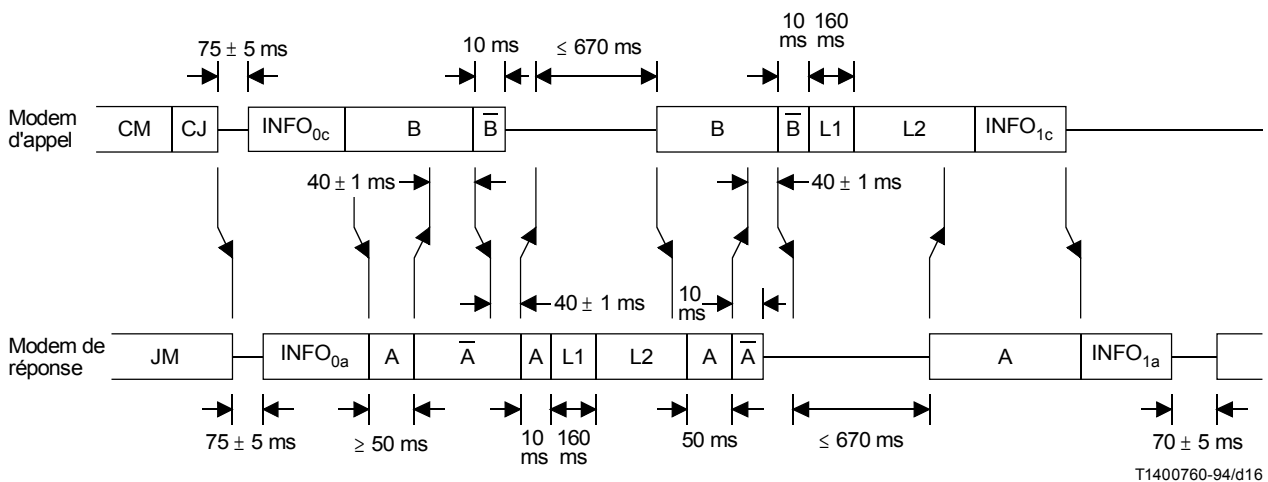 10 160
ms ms
75 ± 5 ms
10 ms
≤ 670 ms
Modem
d'appel
CM CJ INFO0c B B̅ B B̅ L1 L2 INFO1c
40 ± 1 ms
40 ± 1 ms
40 ± 1 ms
10
ms
Modem de
réponse
JM INFO0a A A̅ A L1 L2 A A̅ A INFO1a
75 ± 5 ms
≥ 50 ms
10 160
ms ms
50 ms
≤ 670 ms
70 ± 5 ms
T1400760-94/d16